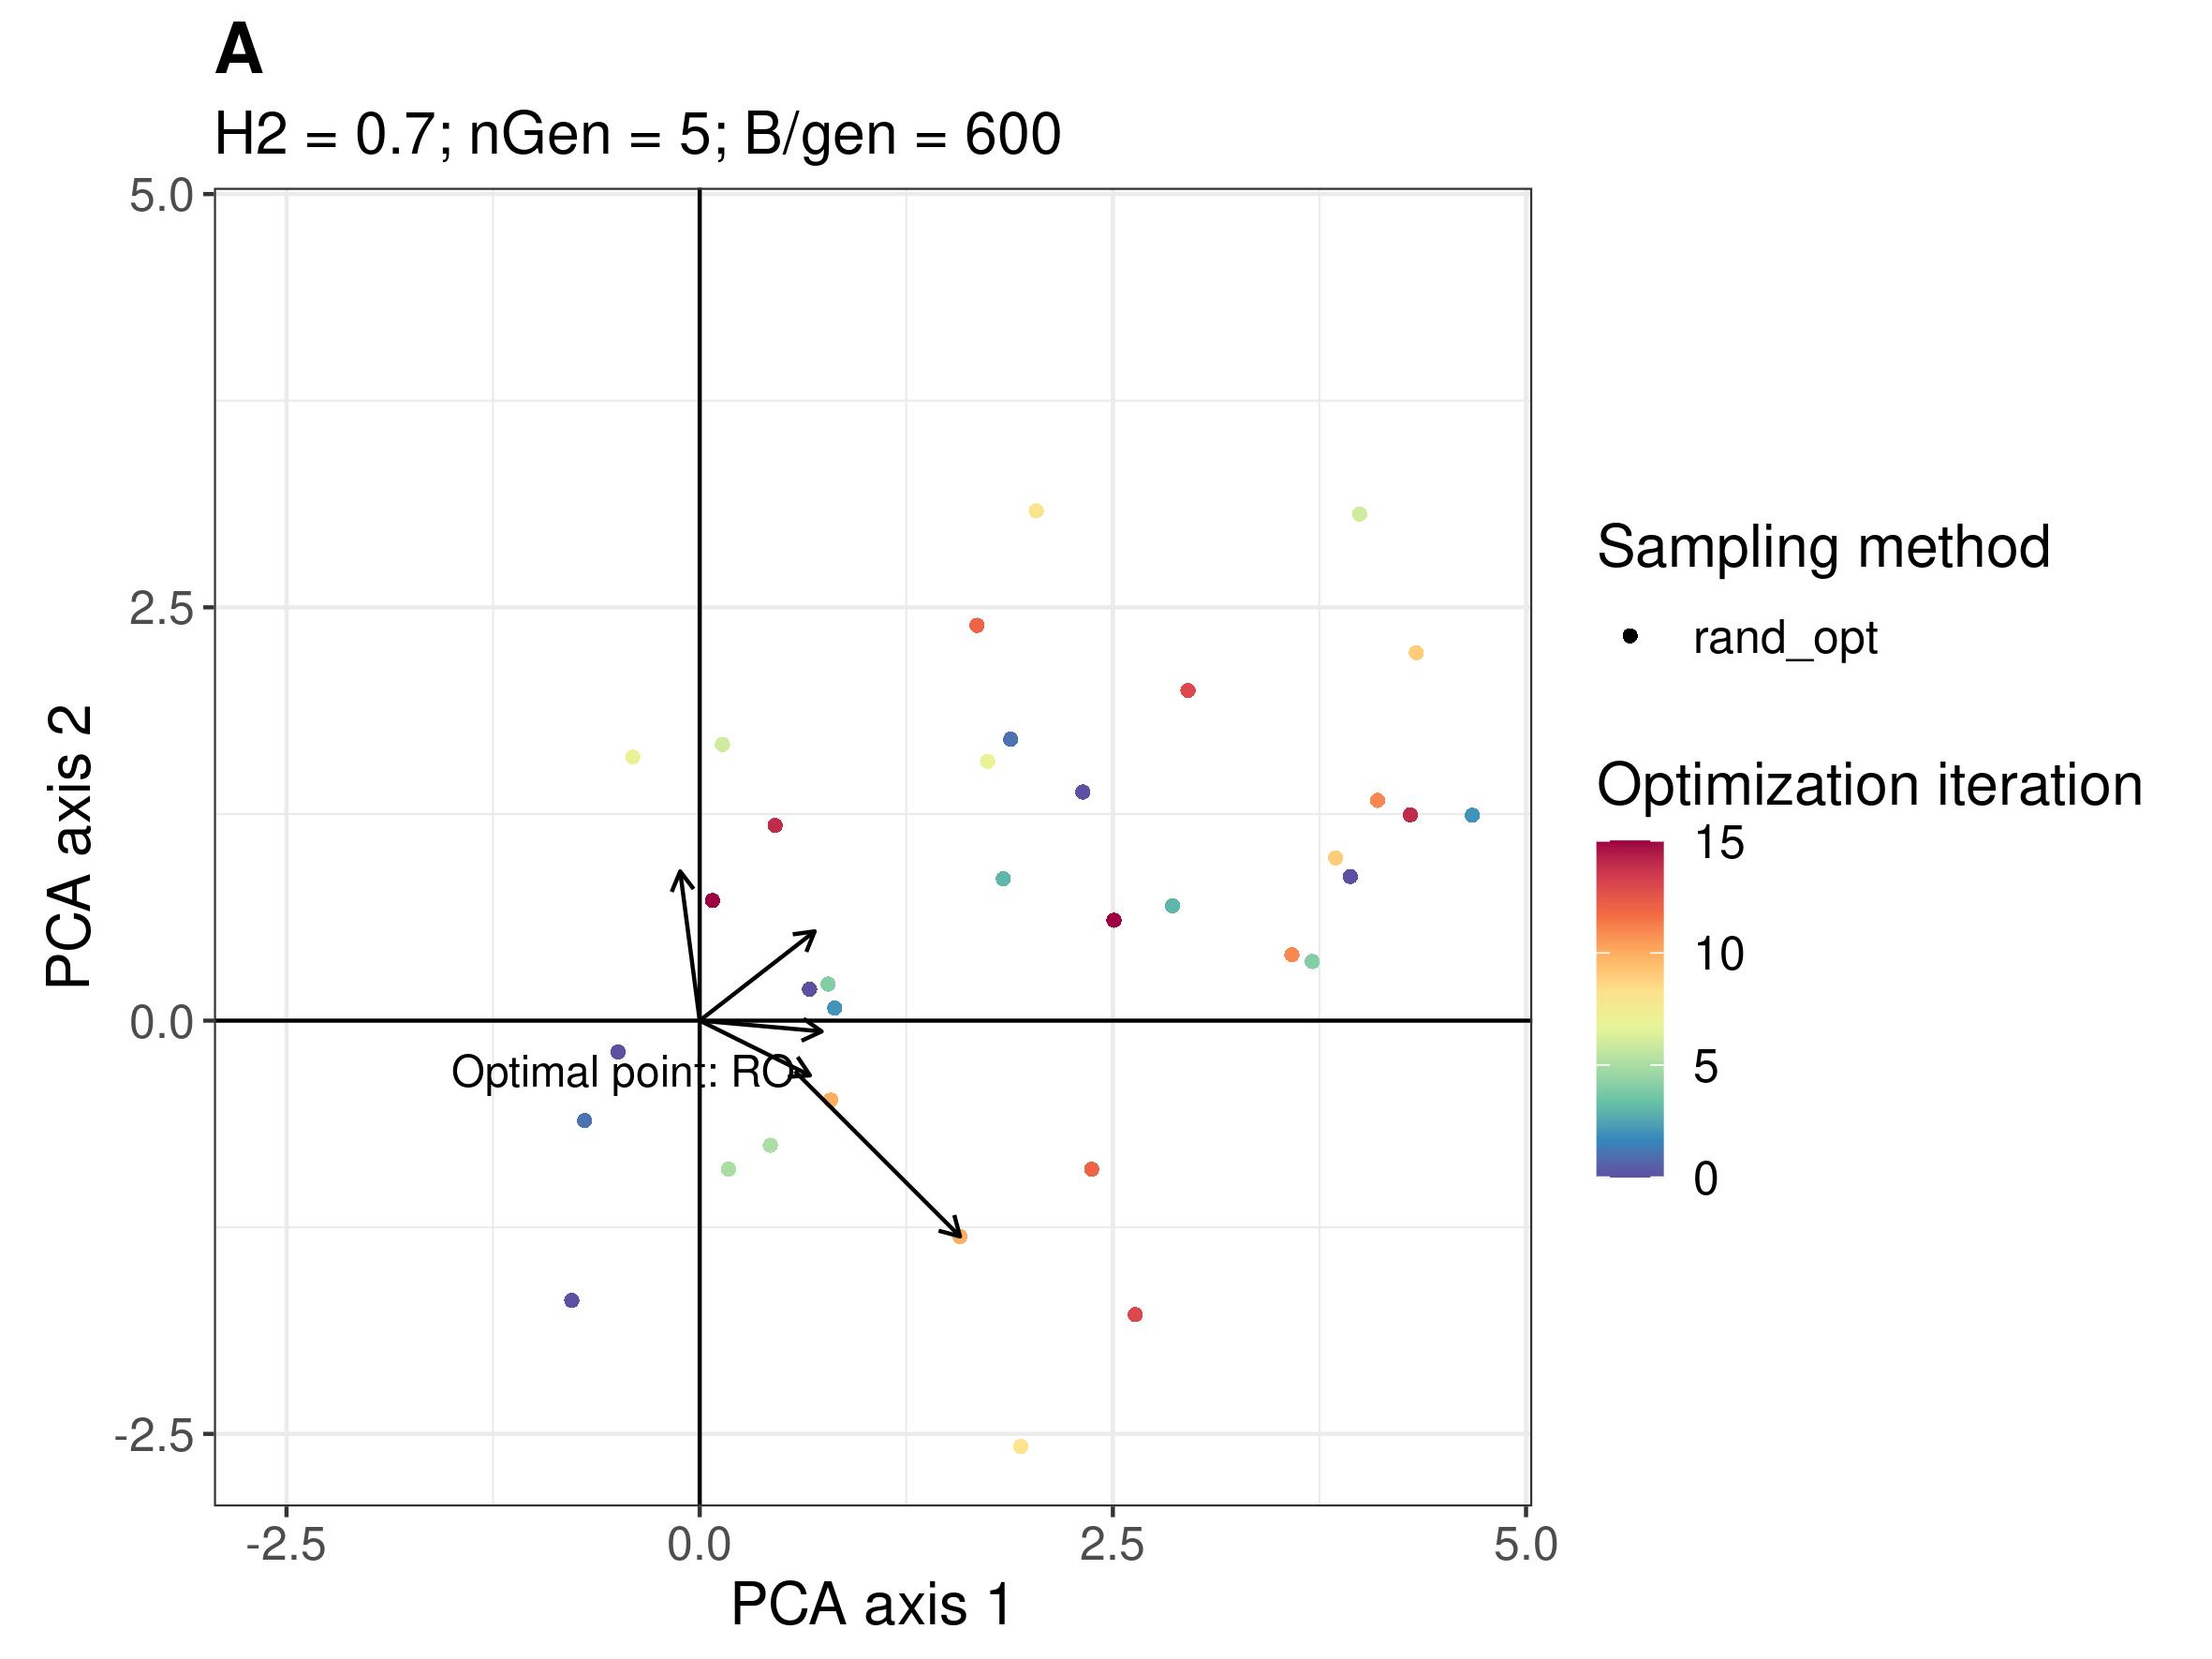 A
H2 = 0.7; nGen = 5; B/gen = 600
5.0
2.5
0.0
-2.5
-2.5
0.0
2.5
5.0
PCA axis 1
PCA axis 2
Optimal point: RO
Sampling method
rand_opt
Optimization iteration
15
10
5
0